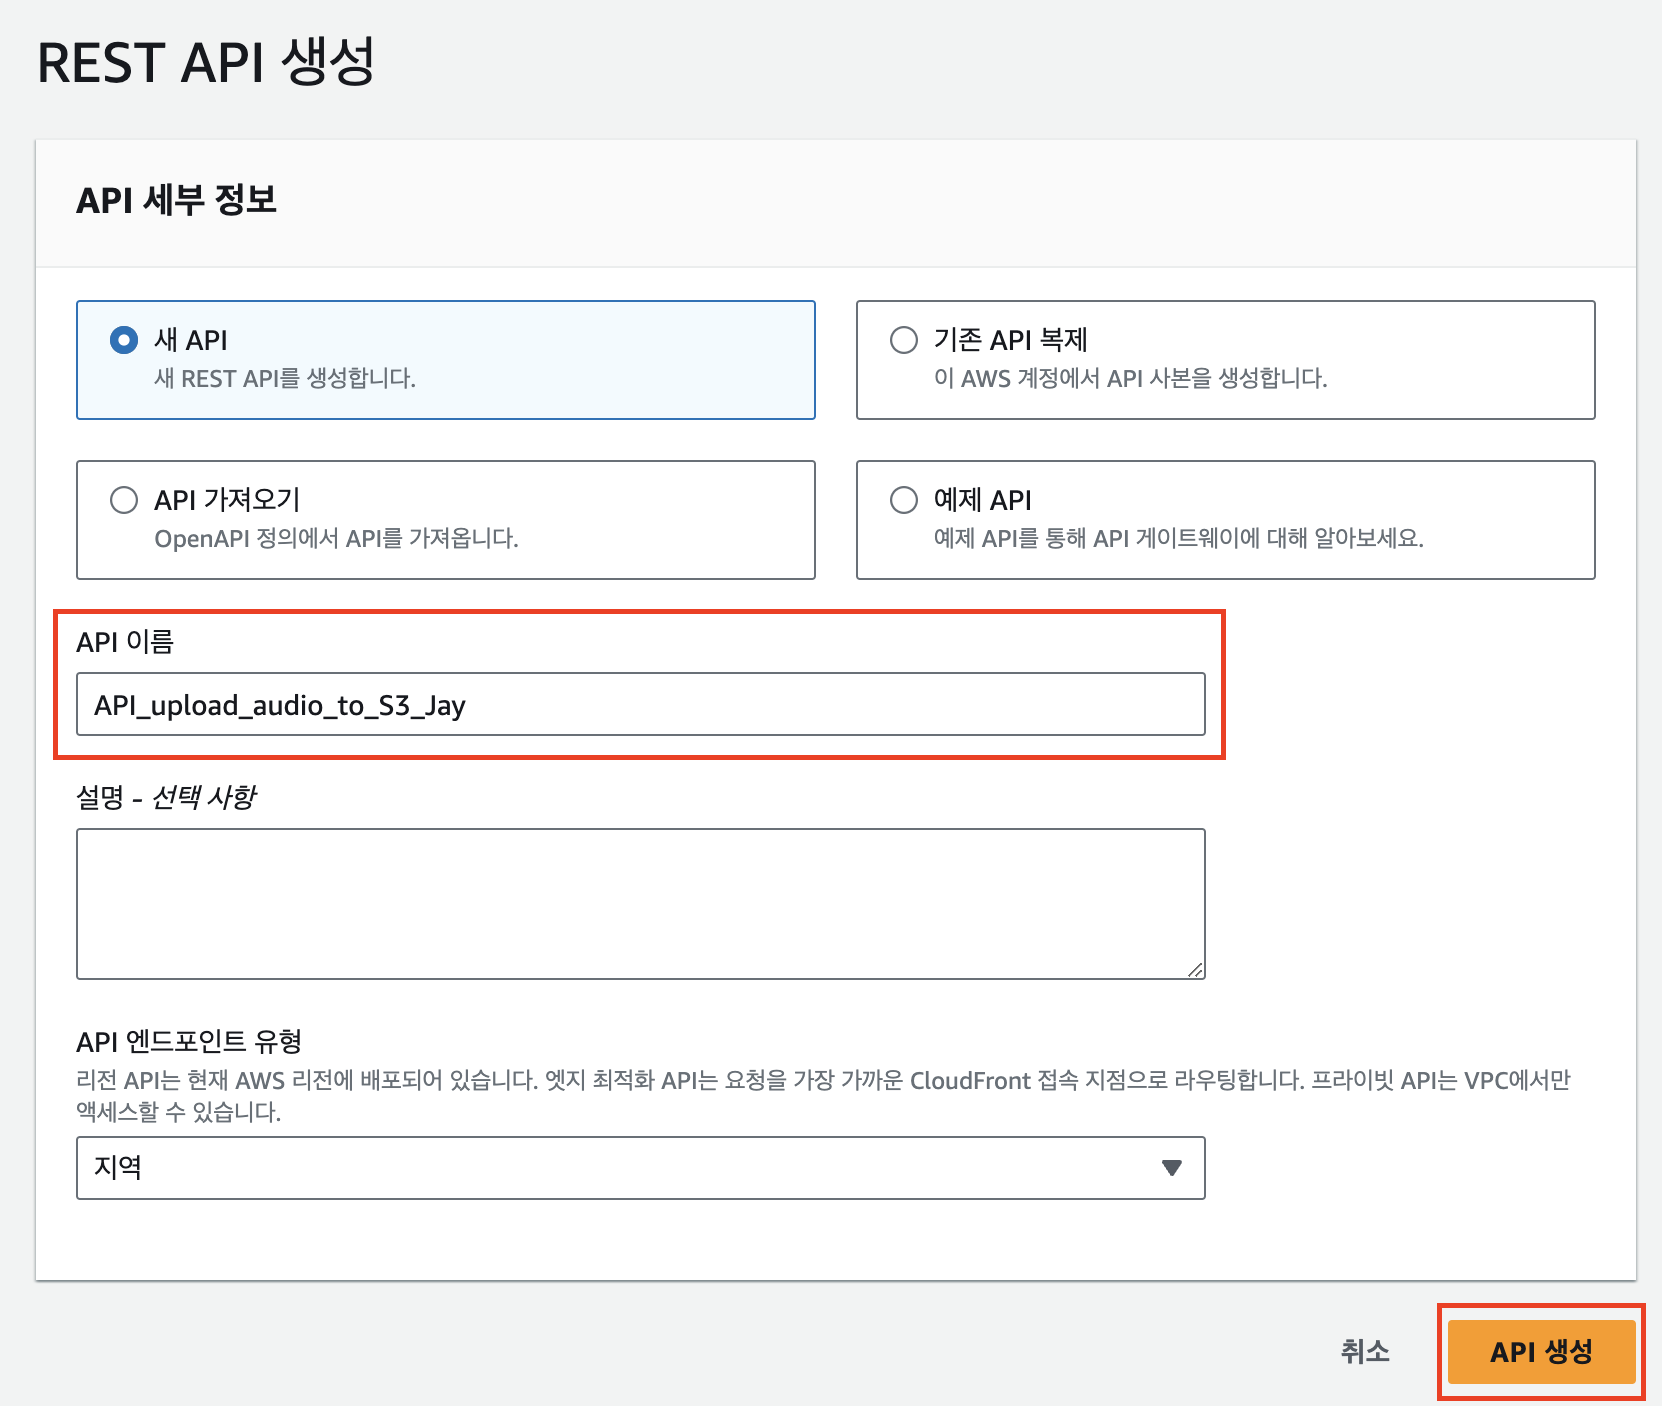 REST API 생성
API 세부 정보
새 API
새 REST API를 생성합니다.
기존 API 복제
이 AWS 계정에서 API 사본을 생성합니다.
API 가져오기
OpenAPI 정의에서 API를 가져옵니다.
예제 API
예제 API를 통해 API 게이트웨이에 대해 알아보세요.
API 이름
API_upload_audio_to_S3_Jay
설명 - 선택 사항
API 엔드포인트 유형
리전 API는 현재 AWS 리전에 배포되어 있습니다. 엣지 최적화 API는 요청을 가장 가까운 CloudFront 접속 지점으로 라우팅합니다. 프라이빗 API는 VPC에서만
액세스할 수 있습니다.
지역
취소
API 생성